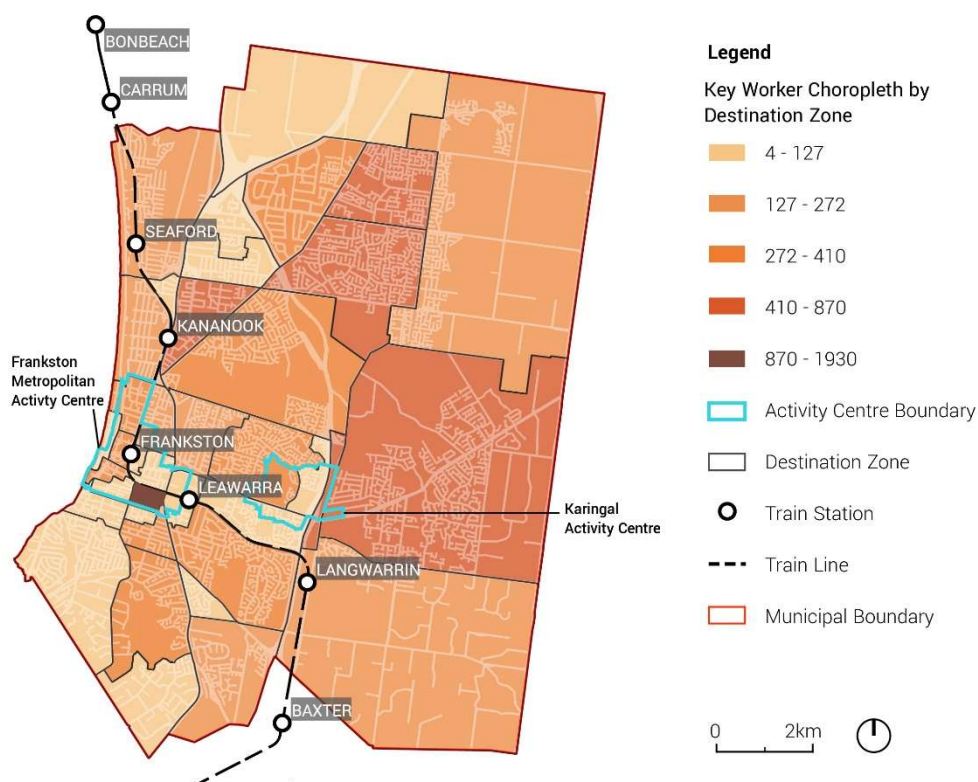 BONBEACH
CARRUM
SEAFORD
KANANOOK
Frankston
Metropolitan
Activty Centre
FRANKSTON
LEAWARRA
Karingal
Activity Centre
LANGWARRIN
BAXTER
Legend
Key Worker Choropleth by
Destination Zone
4 - 127
127 - 272
272 - 410
410 - 870
870 - 1930
Activity Centre Boundary
Destination Zone
Train Station
Train Line
Municipal Boundary
0 2km